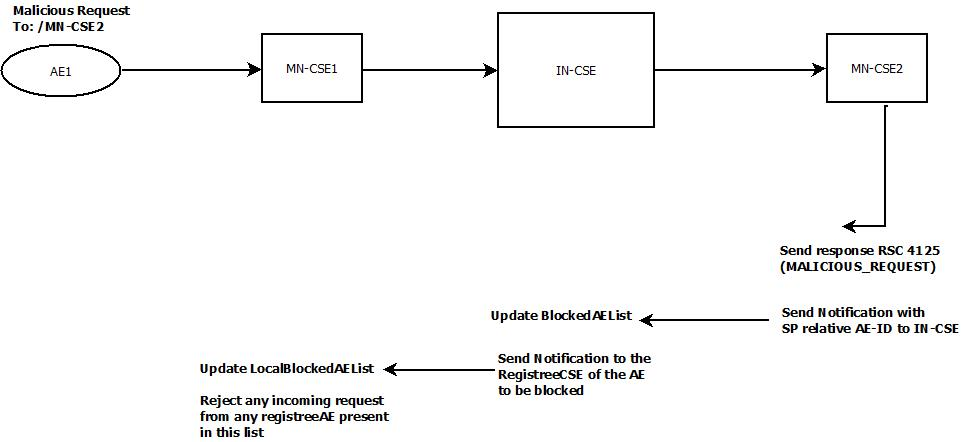 Malicious Request
To: /MN-CSE2
AE1
MN-CSE1
IN-CSE
MN-CSE2
Send response RSC 4125
(MALICIOUS_REQUEST)
Update BlockedAEList
Send Notification with
SP relative AE-ID to IN-CSE
Update LocalBlockedAEList
Send Notification to the
RegistreeCSE of the AE
to be blocked
Reject any incoming request
from any registreeAE present
in this list